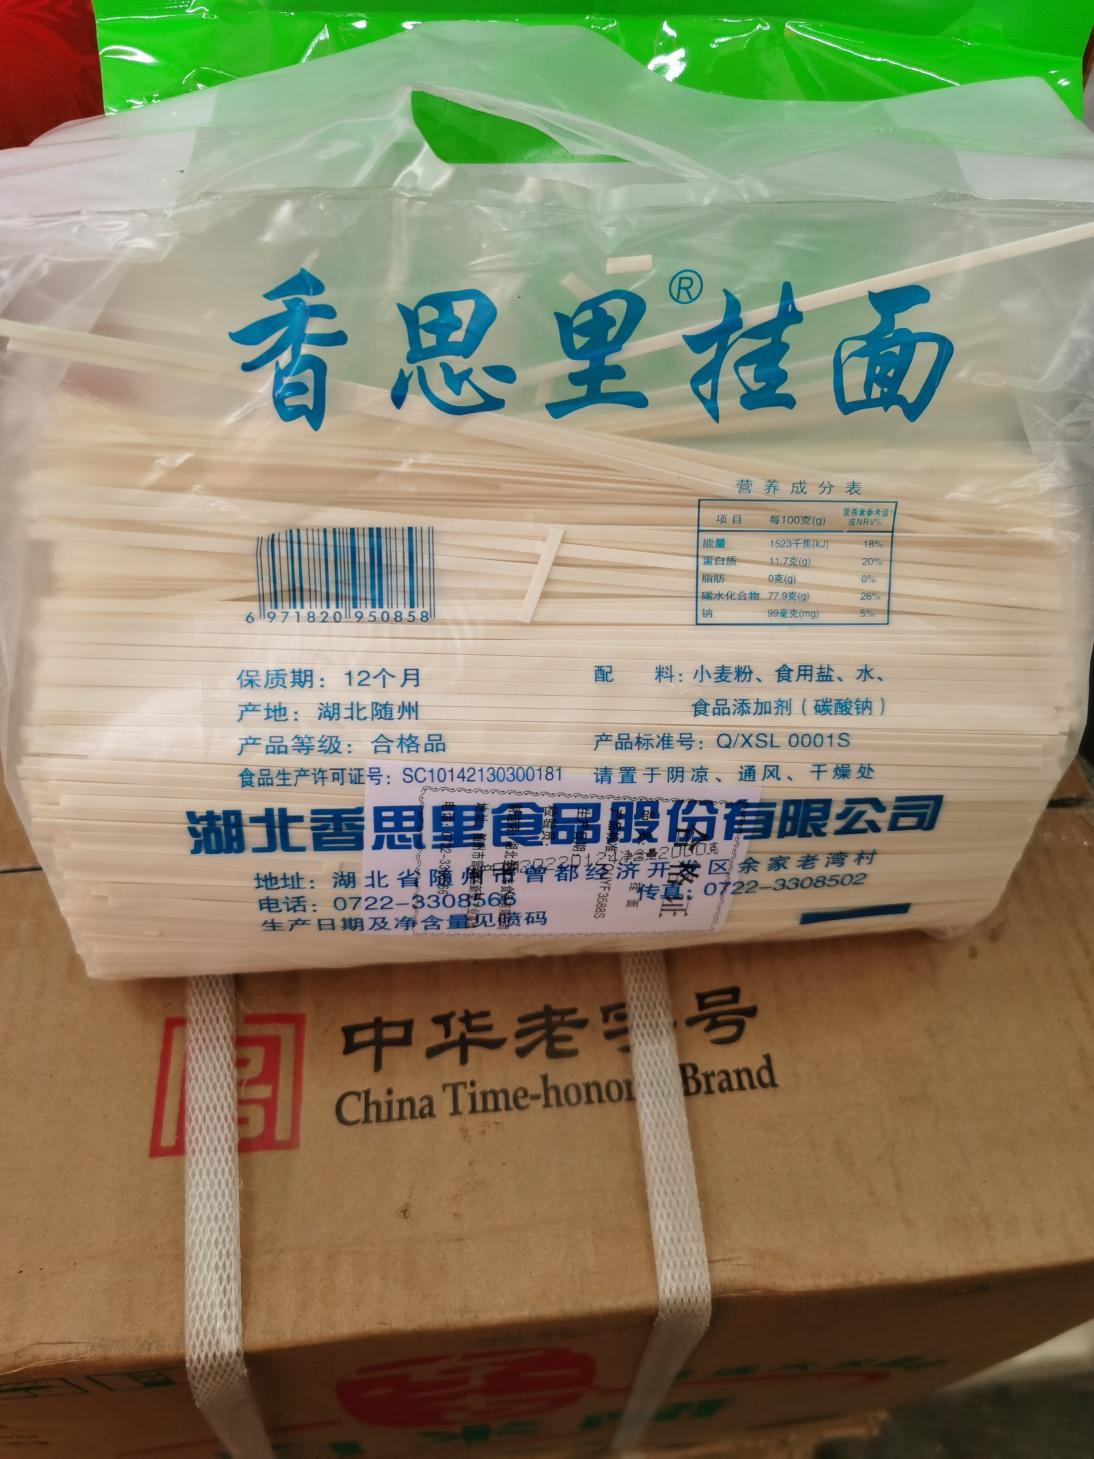 香思里®挂面
营养成分表
项目 每100克(g) 营养素参考值%或NRV%
能量 1523千焦(kJ) 18%
蛋白质 11.7克(g) 20%
脂肪 0克(g) 0%
碳水化合物 77.9克(g) 26%
钠 99毫克(mg) 5%
6 971820 950858
保质期：12个月
产地：湖北随州
产品等级：合格品
食品生产许可证号：SC10142130300181
配 料：小麦粉、食用盐、水、
食品添加剂（碳酸钠）
产品标准号：Q/XSL 0001S
请置于阴凉、通风、干燥处
湖北香思里食品股份有限公司
地址：湖北省随州市曾都经济开发区余家老湾村
电话：0722-3308566 传真：0722-3308502
生产日期及净含量见喷码
合格证
中华老字号
China Time-honor Brand